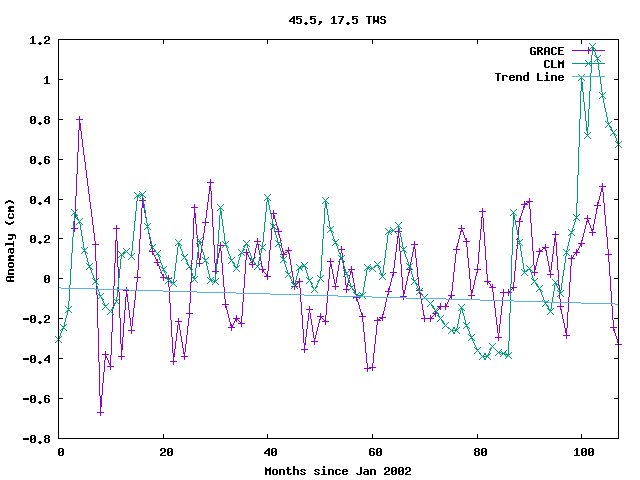 45.5, 17.5 TWS
GRACE
CLM
Trend Line
1.2
1
0.8
0.6
0.4
0.2
0
-0.2
-0.4
-0.6
-0.8
Anomaly (cm)
0 20 40 60 80 100
Months since Jan 2002